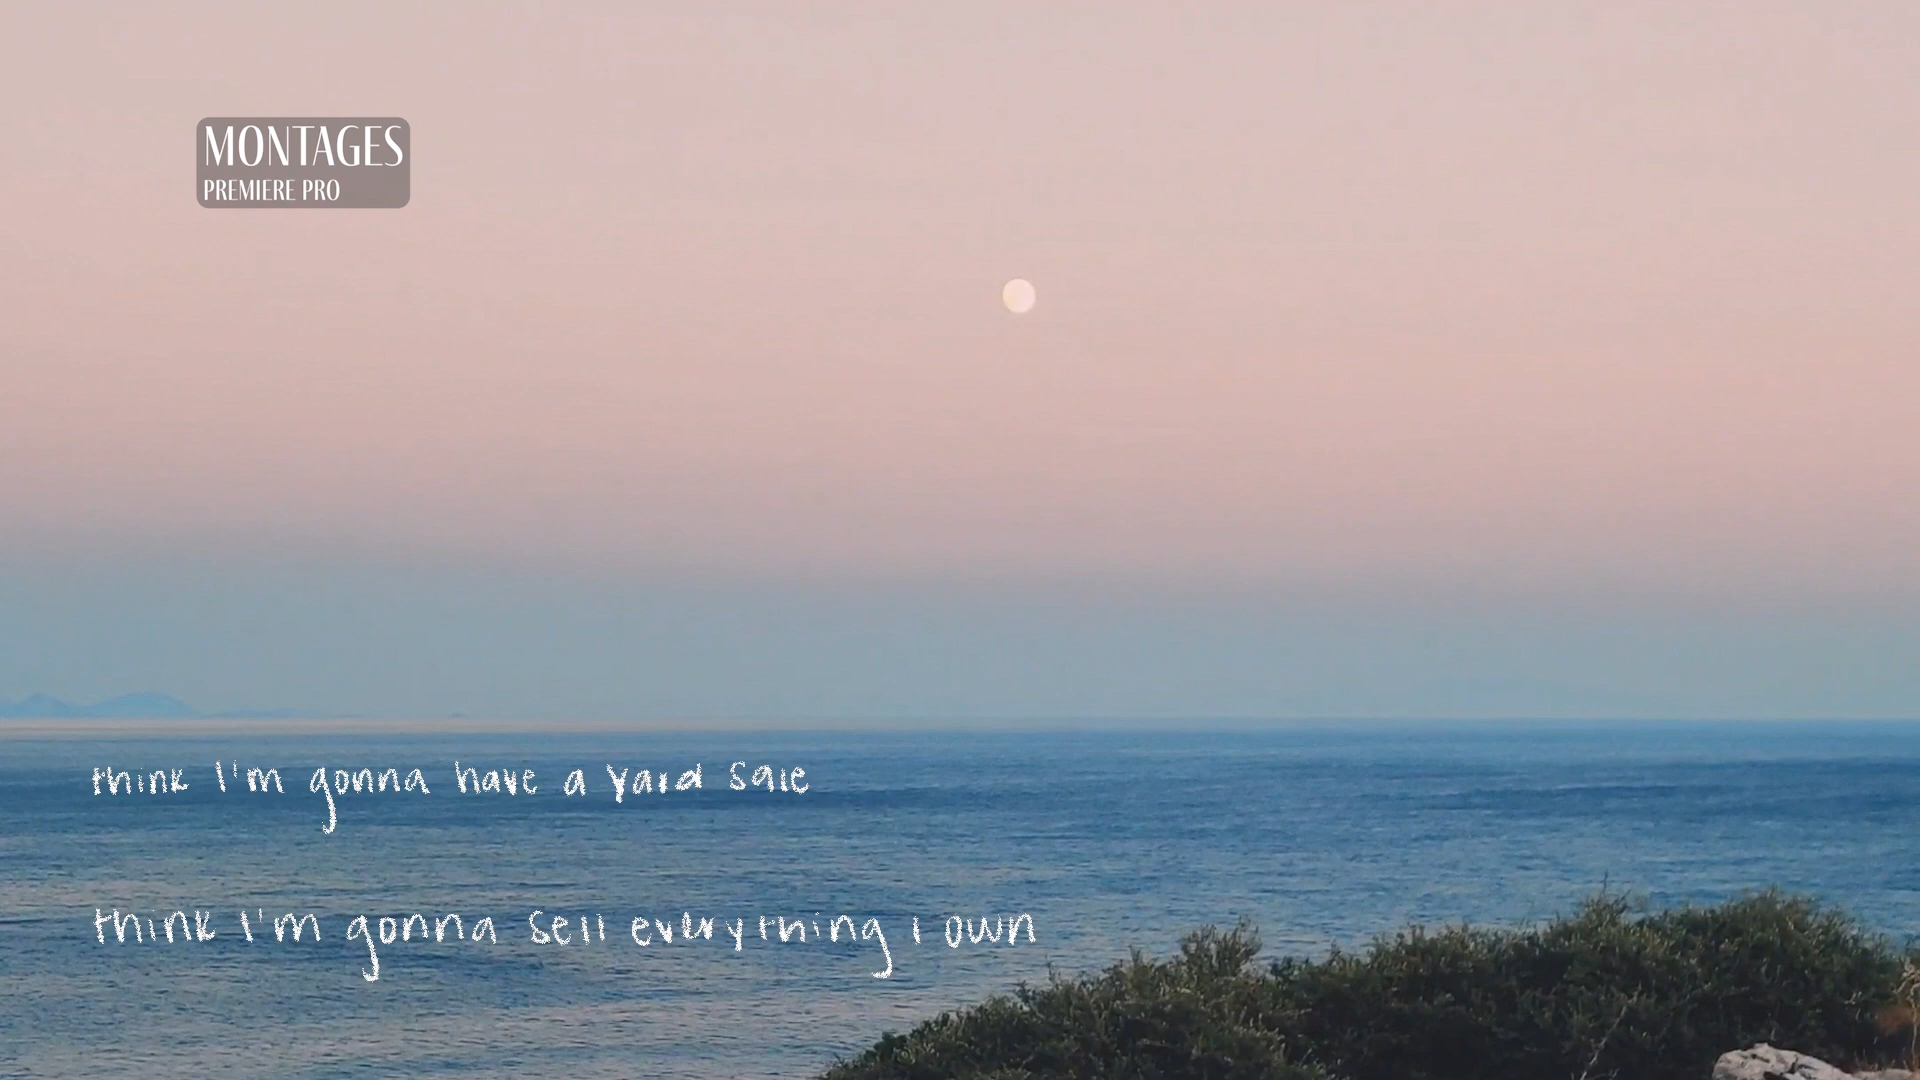 MONTAGES
PREMIERE PRO
think I'm gonna have a yard sale
think I'm gonna sell everything i own